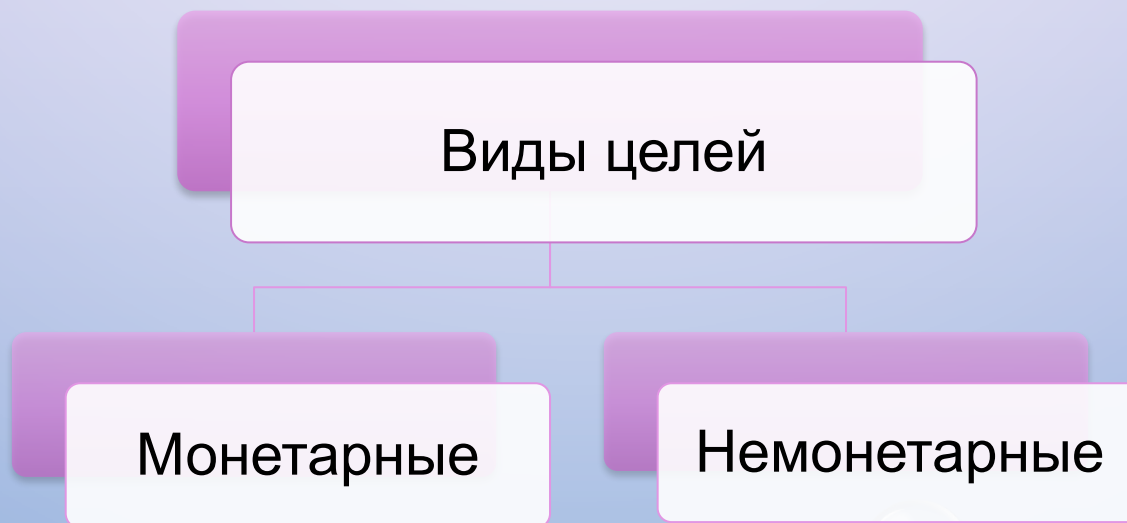 Виды целей
Монетарные
Немонетарные